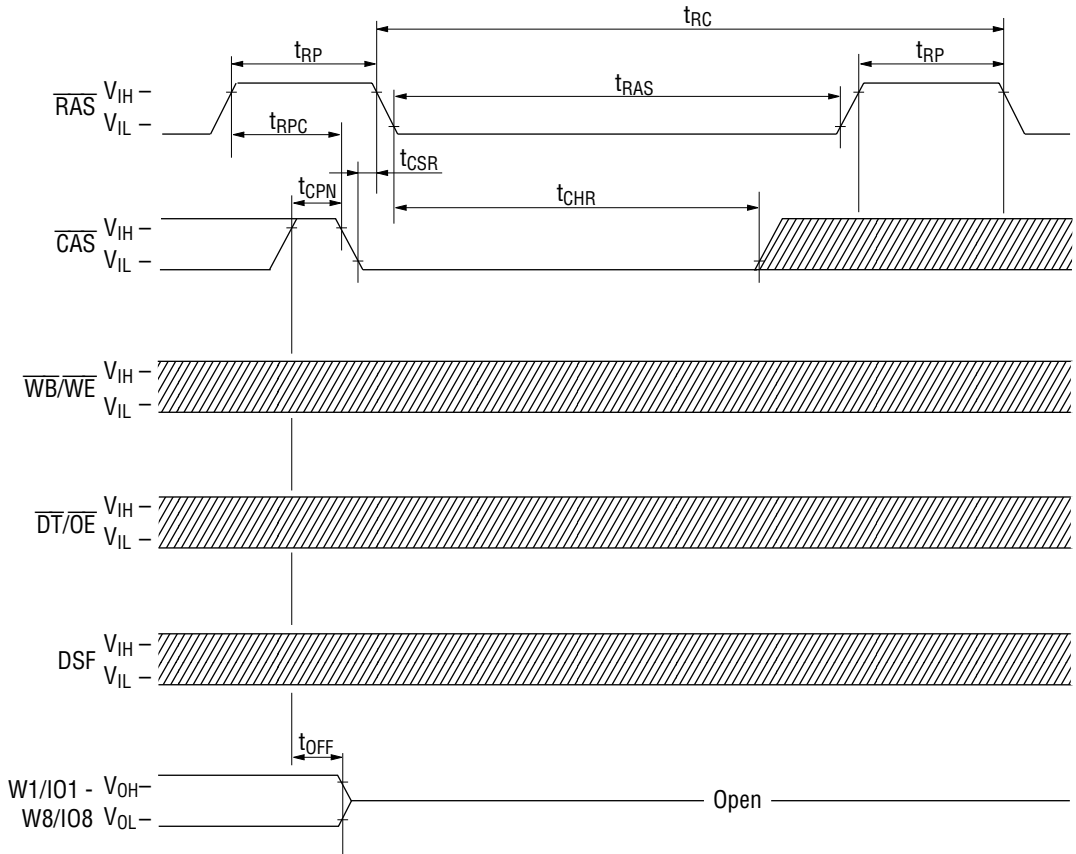 tRC
tRP
tRP
RAS VIH –
VIL –
tRAS
tRPC
tCSR
tCPN
tCHR
CAS VIH –
VIL –
WB/WE VIH –
VIL –
DT/OE VIH –
VIL –
DSF VIH –
VIL –
tOFF
W1/IO1 - VOH –
W8/IO8 VOL –
Open